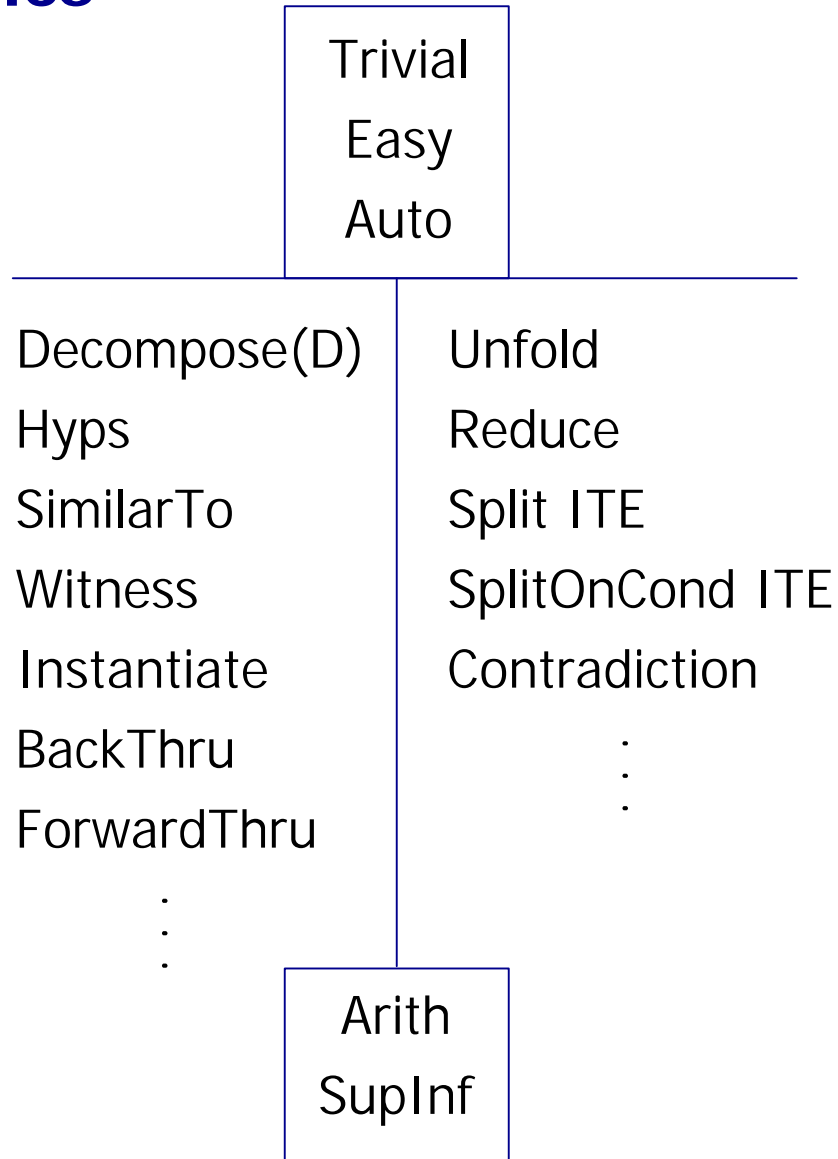 Trivial
Easy
Auto
Decompose(D)
Hyps
SimilarTo
Witness
Instantiate
BackThru
ForwardThru
.
.
.
Unfold
Reduce
Split ITE
SplitOnCond ITE
Contradiction
.
.
.
Arith
SupInf